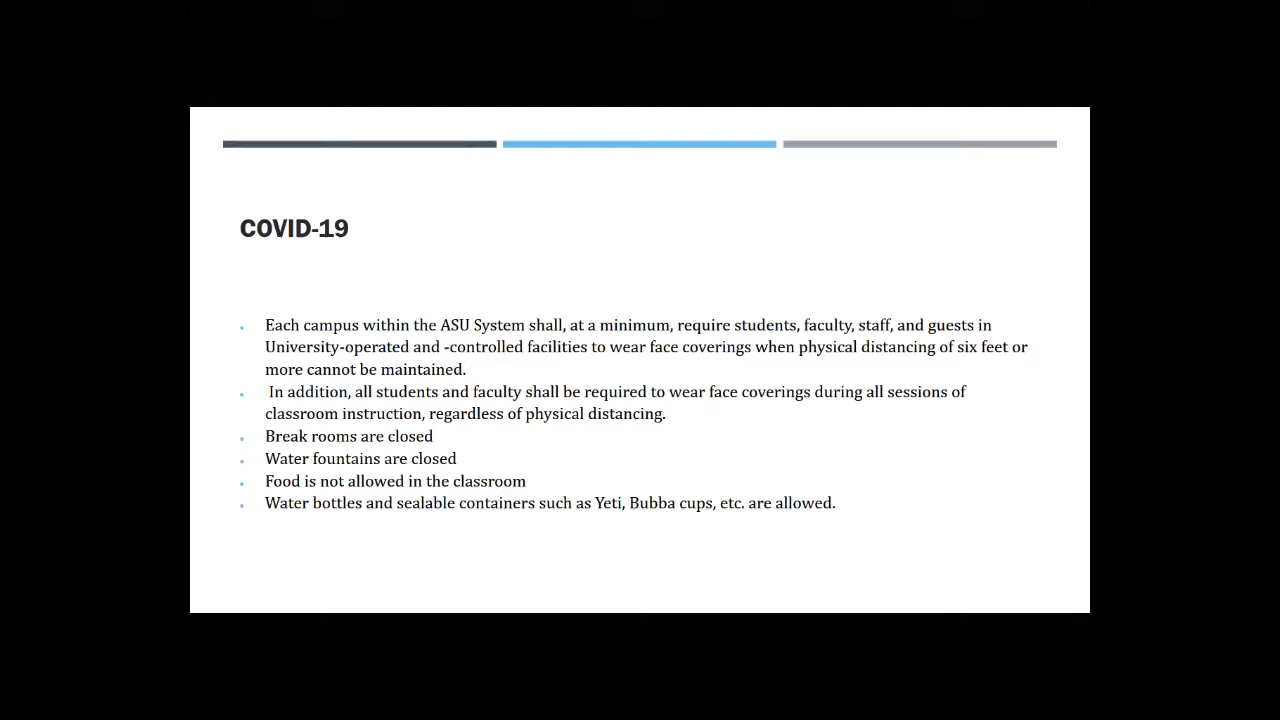 COVID-19
Each campus within the ASU System shall, at a minimum, require students, faculty, staff, and guests in
University-operated and -controlled facilities to wear face coverings when physical distancing of six feet or
more cannot be maintained.
In addition, all students and faculty shall be required to wear face coverings during all sessions of
classroom instruction, regardless of physical distancing.
Break rooms are closed
Water fountains are closed
Food is not allowed in the classroom
Water bottles and sealable containers such as Yeti, Bubba cups, etc. are allowed.